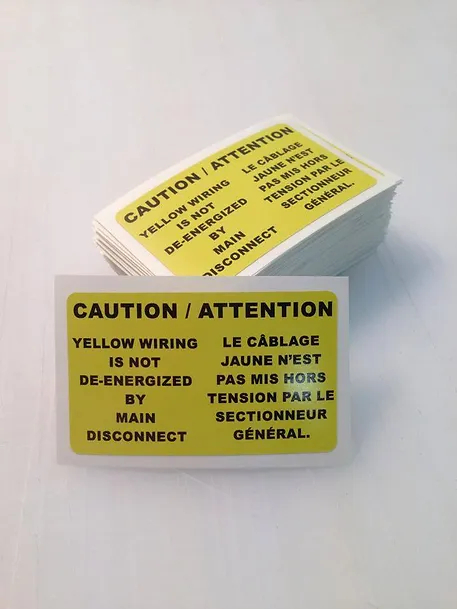 CAUTION / ATTENTION
YELLOW WIRING
IS NOT
DE-ENERGIZED
BY
MAIN
DISCONNECT
LE CÂBLAGE
JAUNE N'EST
PAS MIS HORS
TENSION PAR LE
SECTIONNEUR
GÉNÉRAL.
CAUTION / ATTENTION
YELLOW WIRING
IS NOT
DE-ENERGIZED
BY
MAIN
DISCONNECT
LE CÂBLAGE
JAUNE N'EST
PAS MIS HORS
TENSION PAR LE
SECTIONNEUR
GÉNÉRAL.